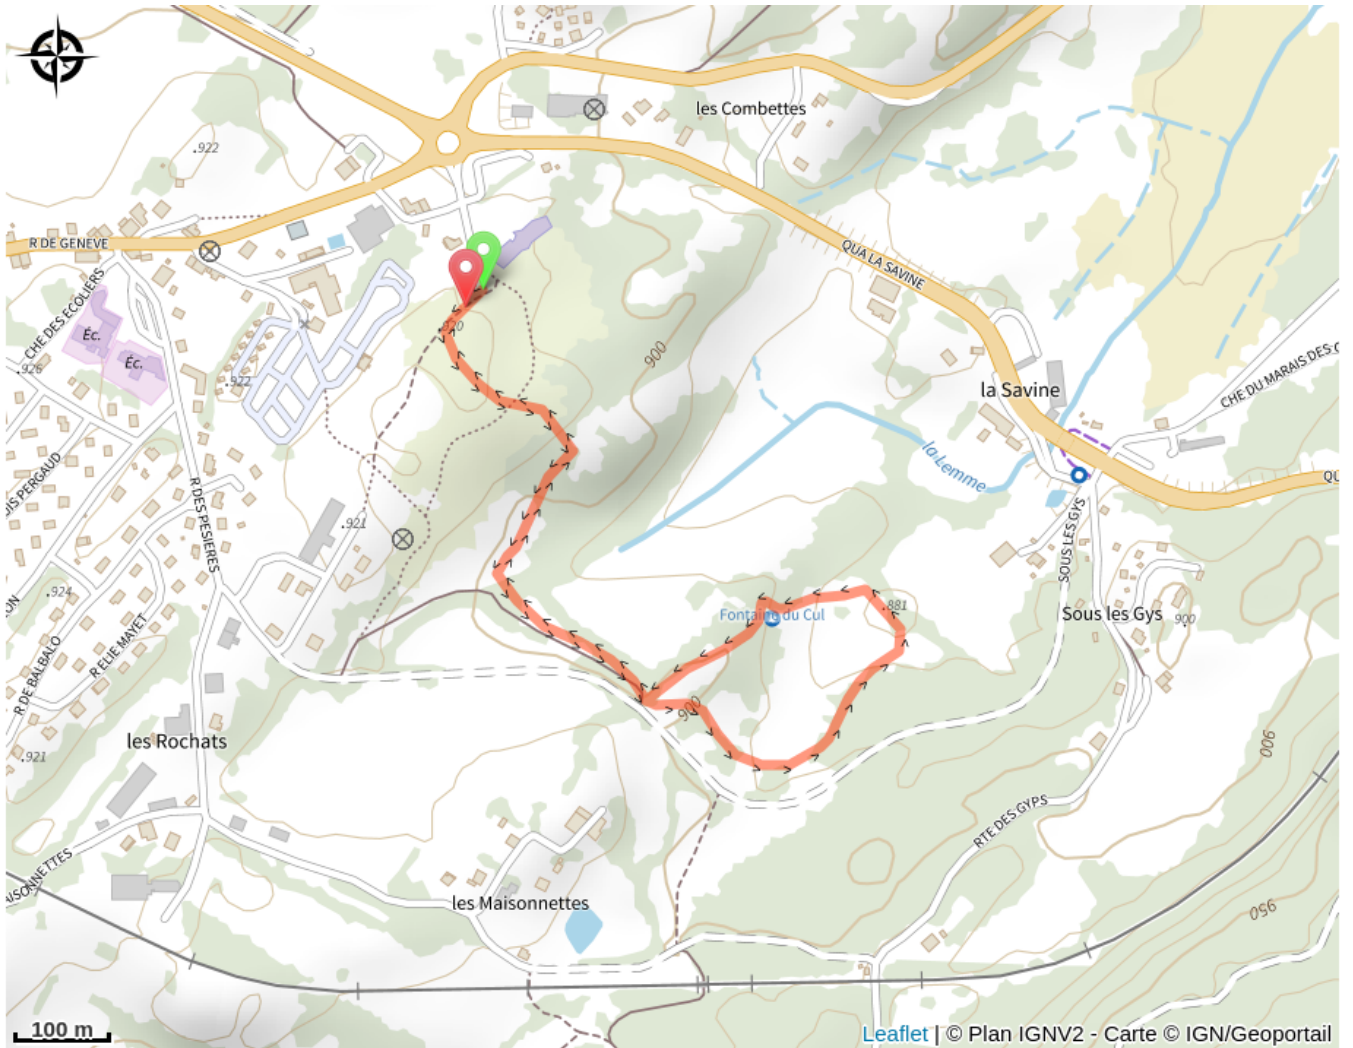 les Combettes
922
R DE GENEVE
QUA LA SAVINE
CHE DES ECOLIERS
Éc.
Éc.
926
922
900
la Savine
CHE DU MARAIS DES
la Lemme
R DES PESIERES
921
SOUS LES GYS
924
881
Fontaine du Cul
Sous les Gys
900
R ELIE MAYET
R DE BALBALO
900
les Rochats
921
900
RTE DES GYPS
les Maisonnettes
950
100 m
Leaflet | © Plan IGNV2 - Carte © IGN/Geoportail